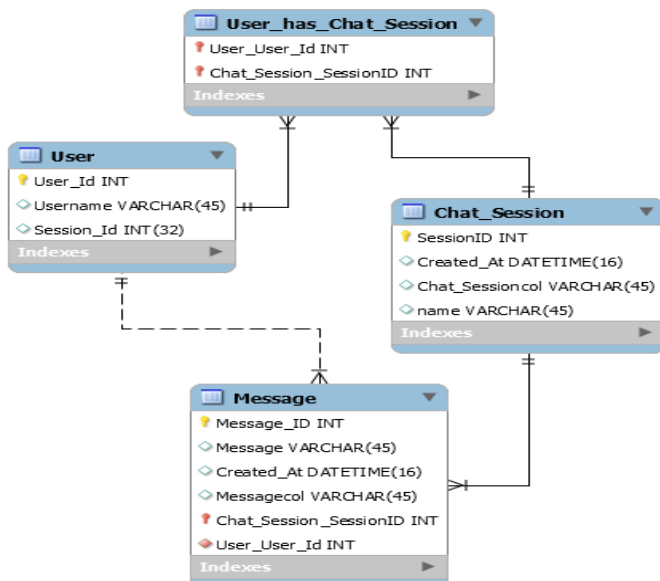 User_has_Chat_Session
User_User_Id INT
Chat_Session_SessionID INT
Indexes
User
User_Id INT
Username VARCHAR(45)
Session_Id INT(32)
Indexes
Chat_Session
SessionID INT
Created_At DATETIME(16)
Chat_Sessioncol VARCHAR(45)
name VARCHAR(45)
Indexes
Message
Message_ID INT
Message VARCHAR(45)
Created_At DATETIME(16)
Messagecol VARCHAR(45)
Chat_Session_SessionID INT
User_User_Id INT
Indexes